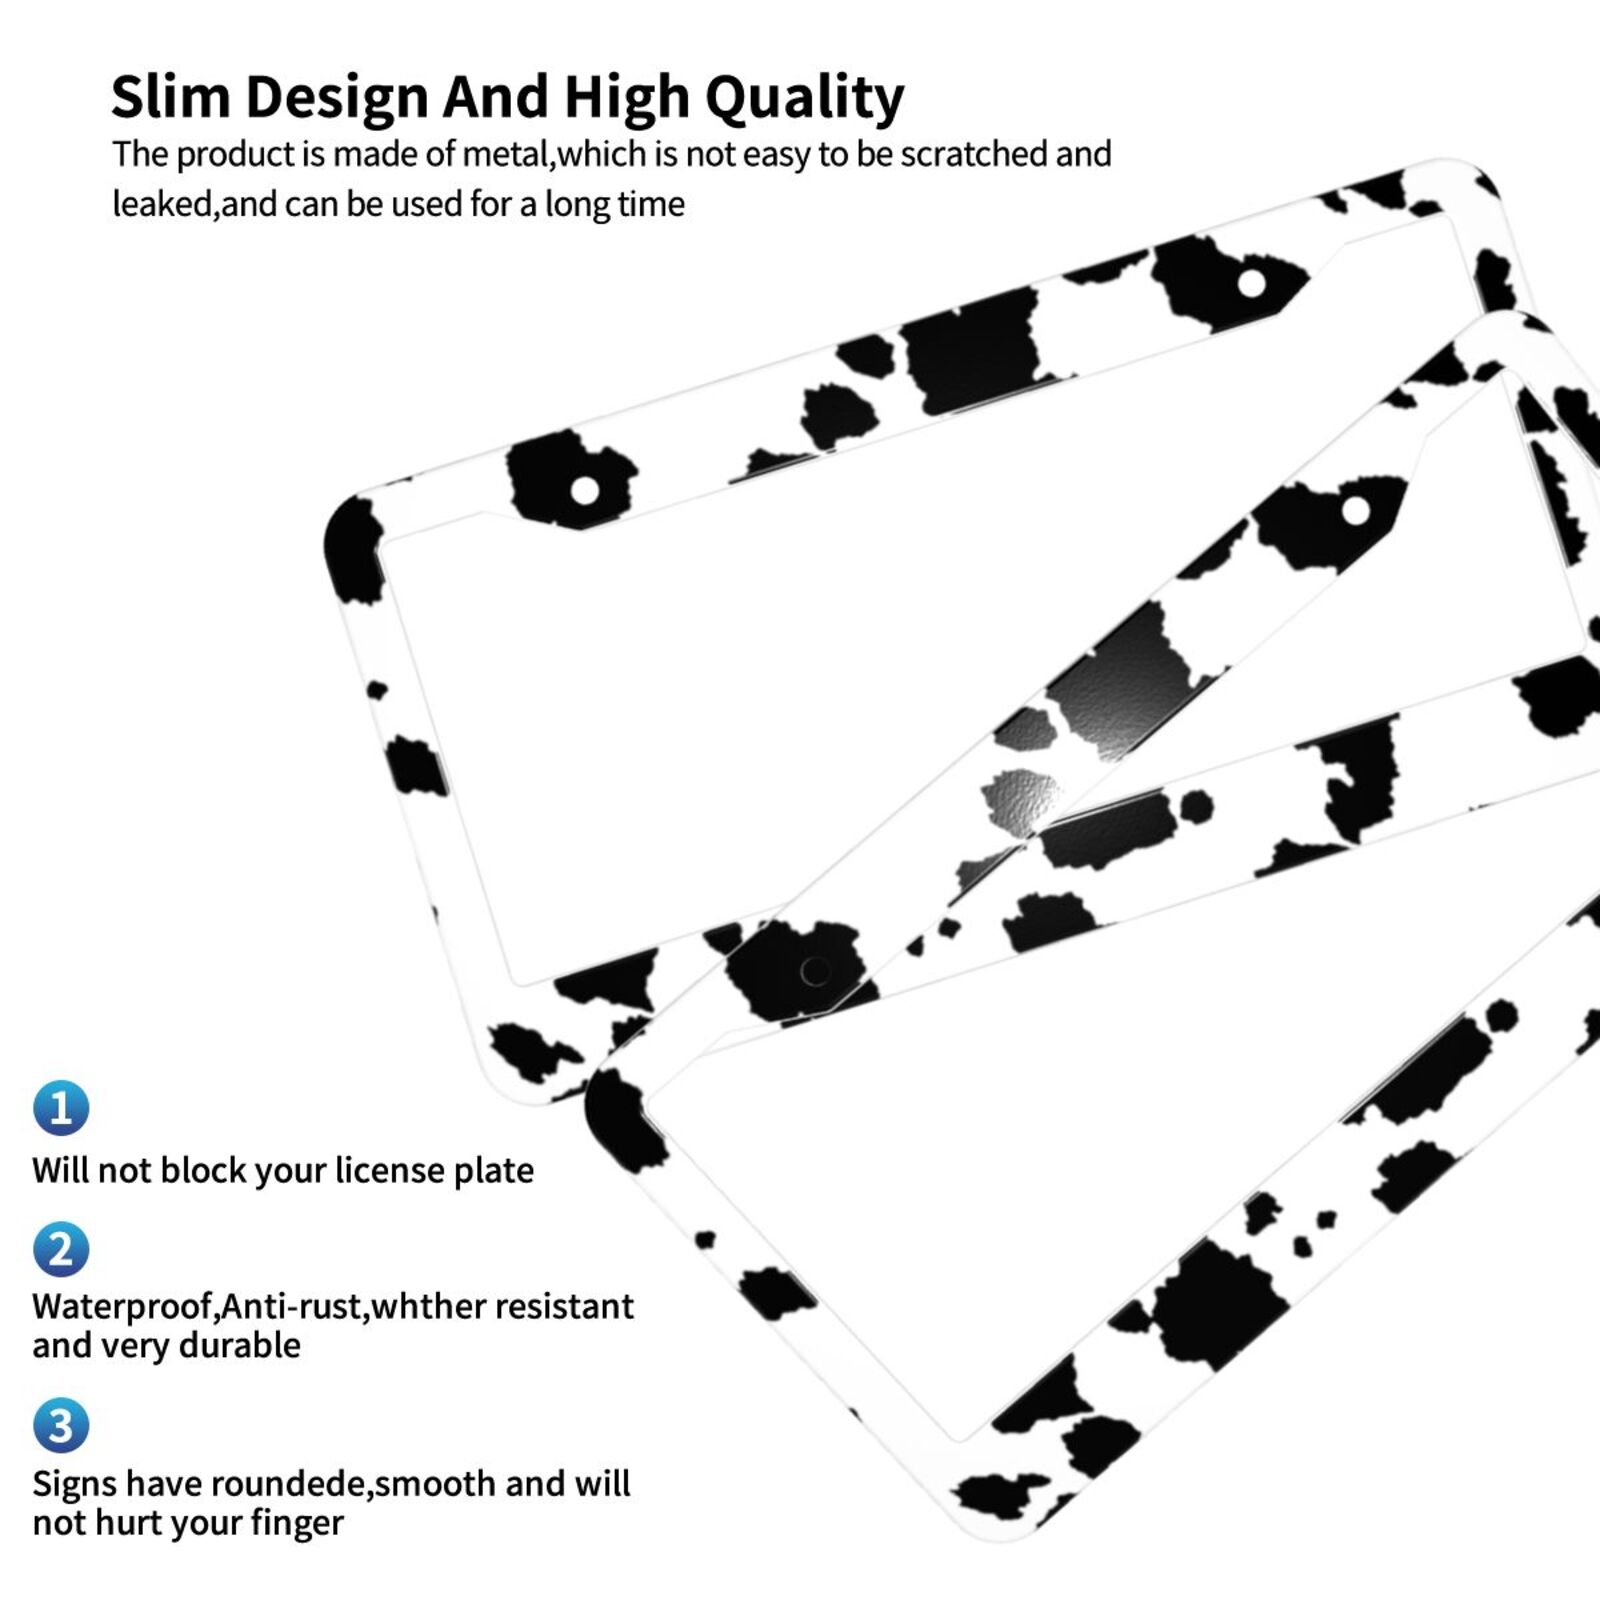 Slim Design And High Quality
The product is made of metal,which is not easy to be scratched and
leaked,and can be used for a long time
1
Will not block your license plate
2
Waterproof,Anti-rust,whther resistant
and very durable
3
Signs have roundede,smooth and will
not hurt your finger